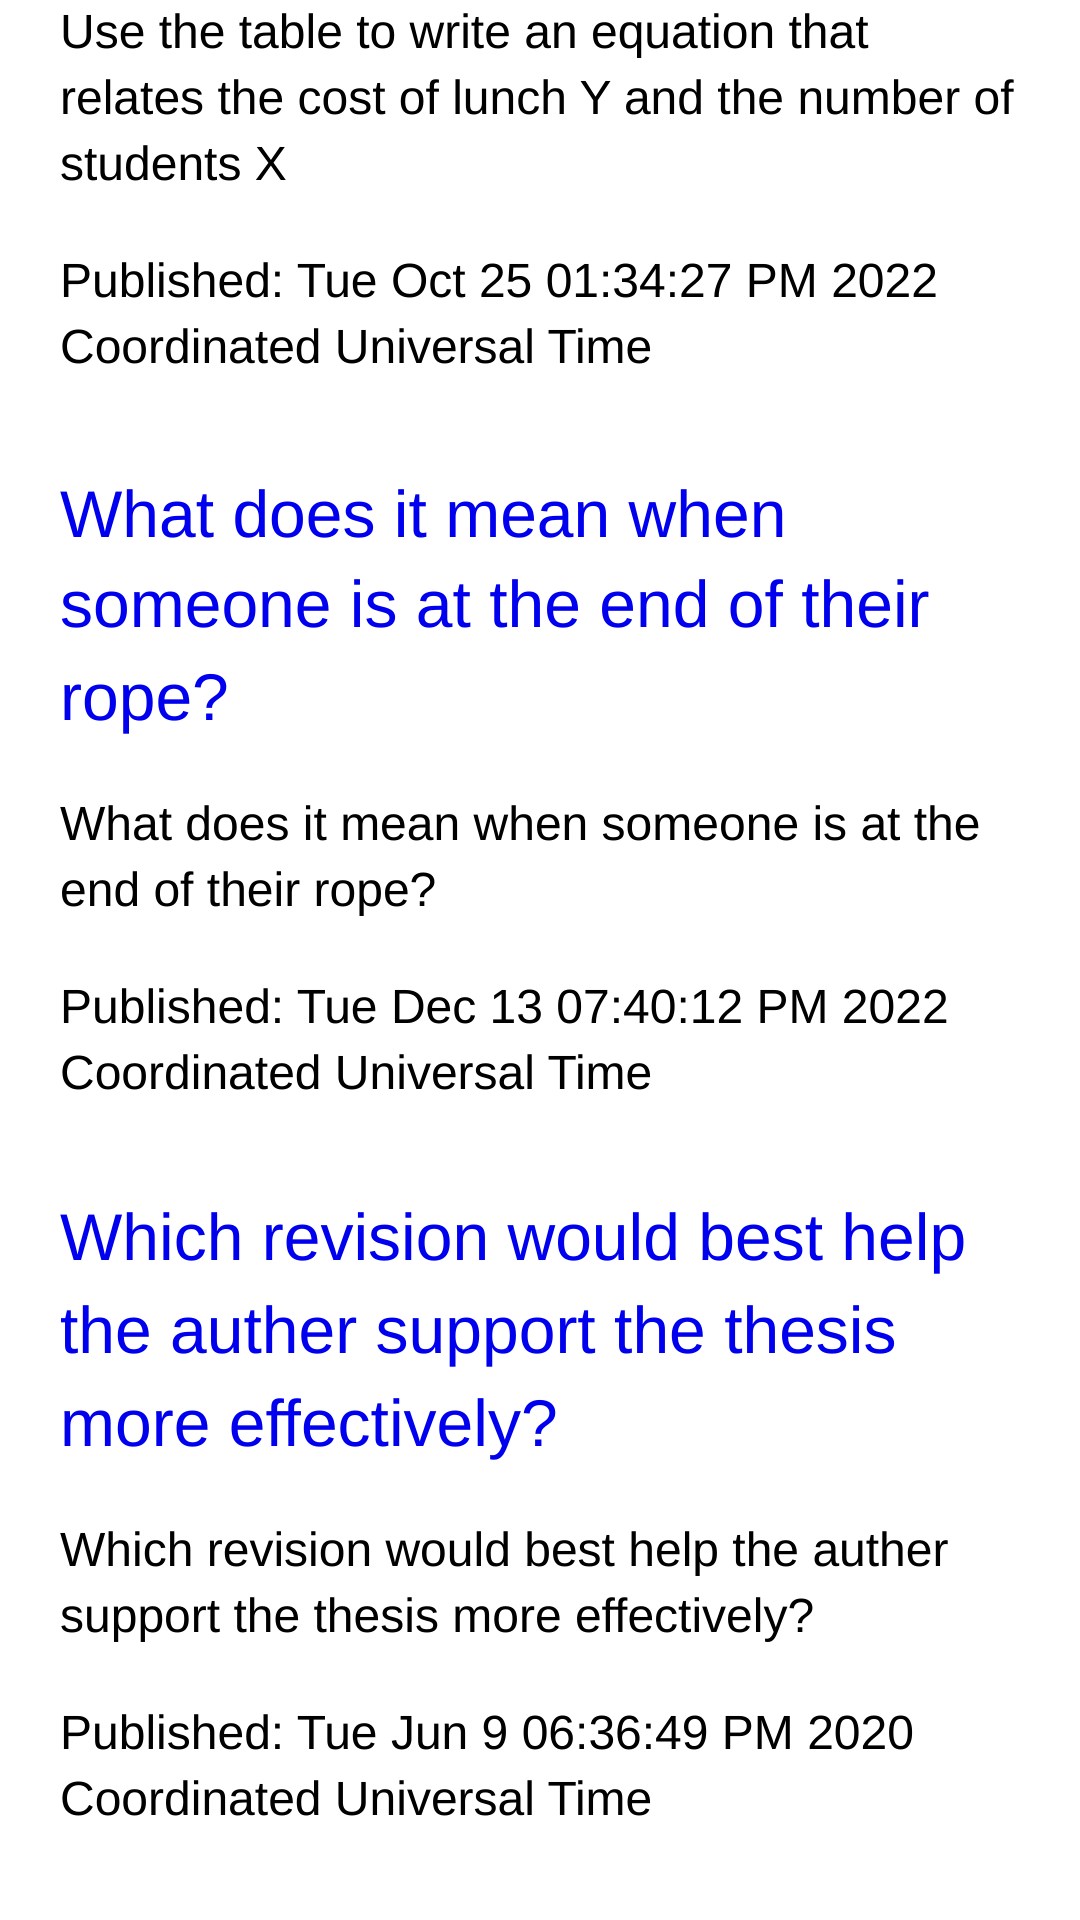 Use the table to write an equation that
relates the cost of lunch Y and the number of
students X
Published: Tue Oct 25 01:34:27 PM 2022
Coordinated Universal Time
What does it mean when
someone is at the end of their
rope?
What does it mean when someone is at the
end of their rope?
Published: Tue Dec 13 07:40:12 PM 2022
Coordinated Universal Time
Which revision would best help
the auther support the thesis
more effectively?
Which revision would best help the auther
support the thesis more effectively?
Published: Tue Jun 9 06:36:49 PM 2020
Coordinated Universal Time